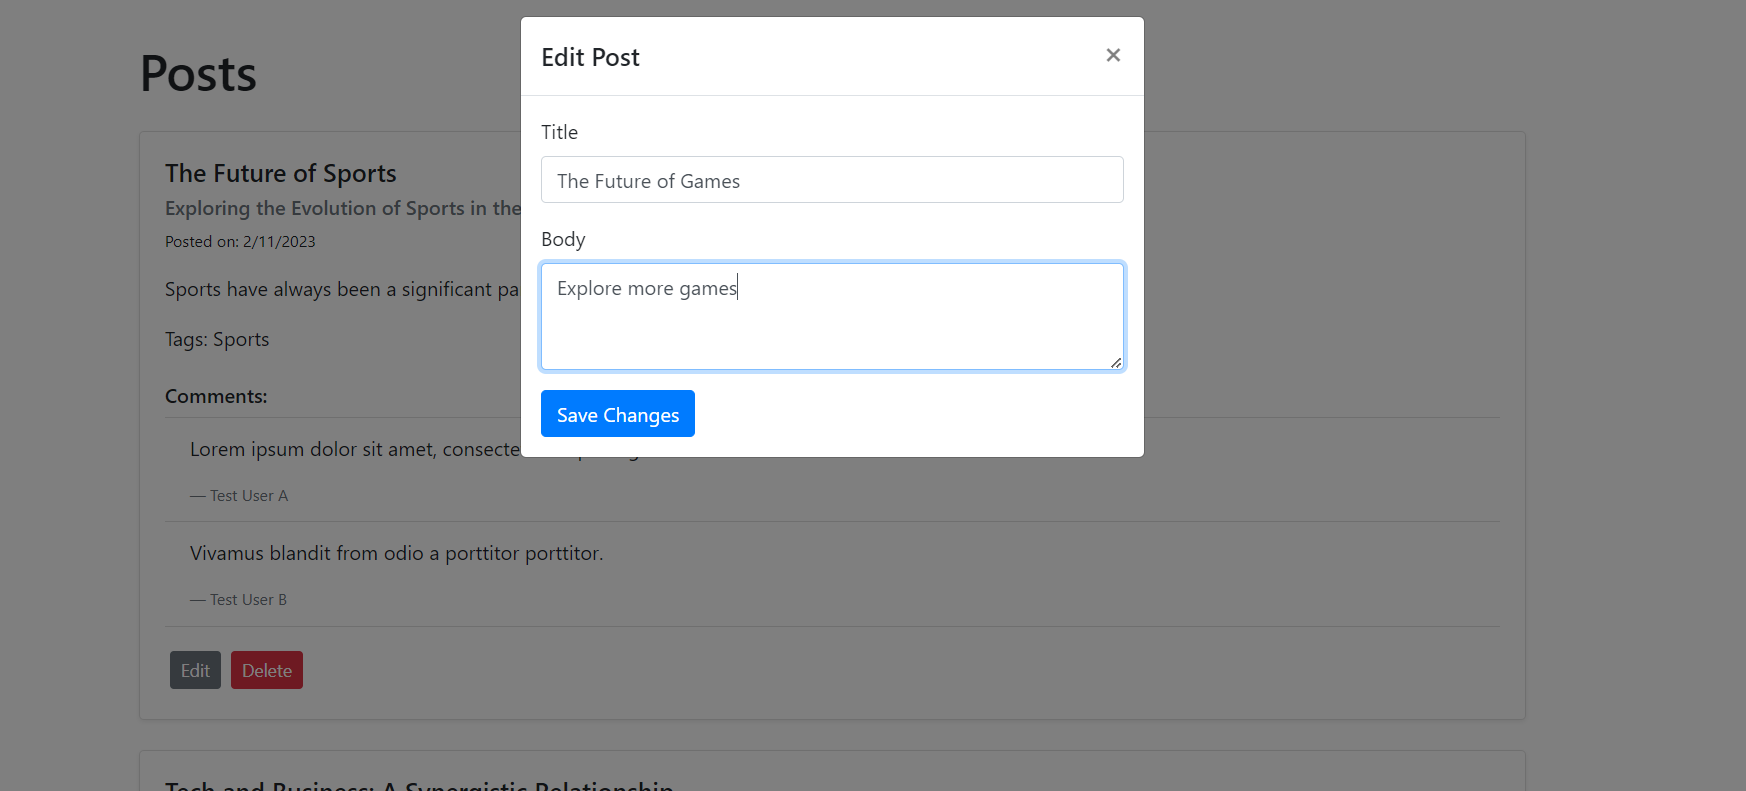 Posts
The Future of Sports
Exploring the Evolution of Sports in the
Posted on: 2/11/2023
Sports have always been a significant
Tags: Sports
Comments:
Lorem ipsum dolor sit amet,
— Test User A
Vivamus blandit from odio a porttitor porttitor.
— Test User B
Edit Delete
Tech and Business: A Synergistic Relationship
Edit Post ×
Title
The Future of Games
Body
Explore more games
Save Changes